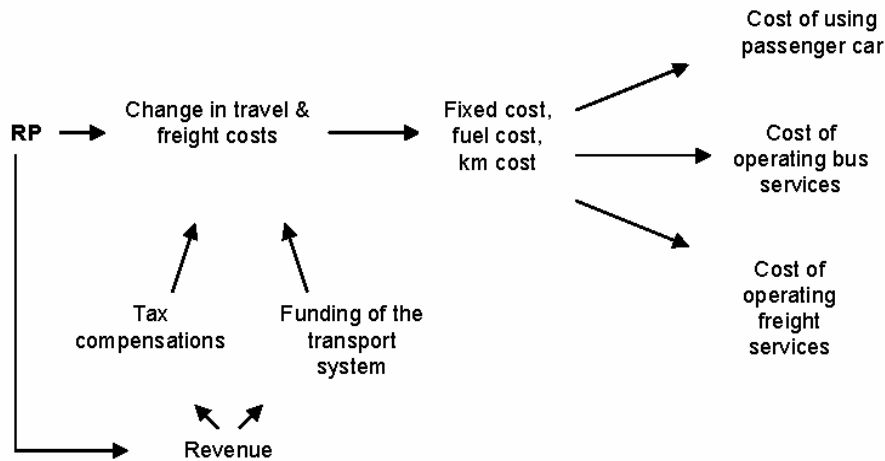 Cost of using
passenger car
RP
Change in travel &
freight costs
Fixed cost,
fuel cost,
km cost
Cost of
operating bus
services
Cost of
operating
freight
services
Tax
compensations
Funding of the
transport
system
Revenue